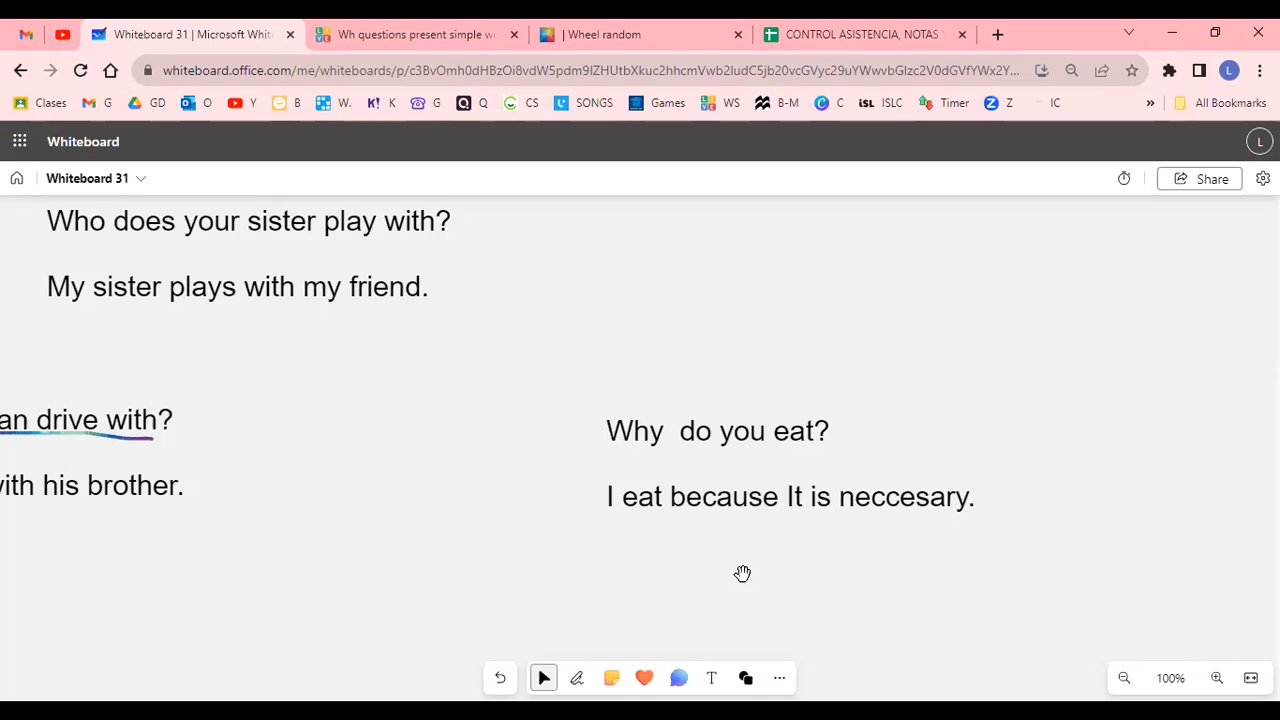 Whiteboard 31 | Microsoft Whit
Wh questions present simple w
| Wheel random
CONTROL ASISTENCIA, NOTAS
Clases
G
GD
O
Y
B
W.
K
G
Q
CS
SONGS
Games
WS
B-M
C
ISLC
Timer
Z
IC
»
All Bookmarks
Whiteboard
L
Whiteboard 31
Share
Who does your sister play with?
My sister plays with my friend.
an drive with?
with his brother.
Why do you eat?
I eat because It is neccesary.
100%